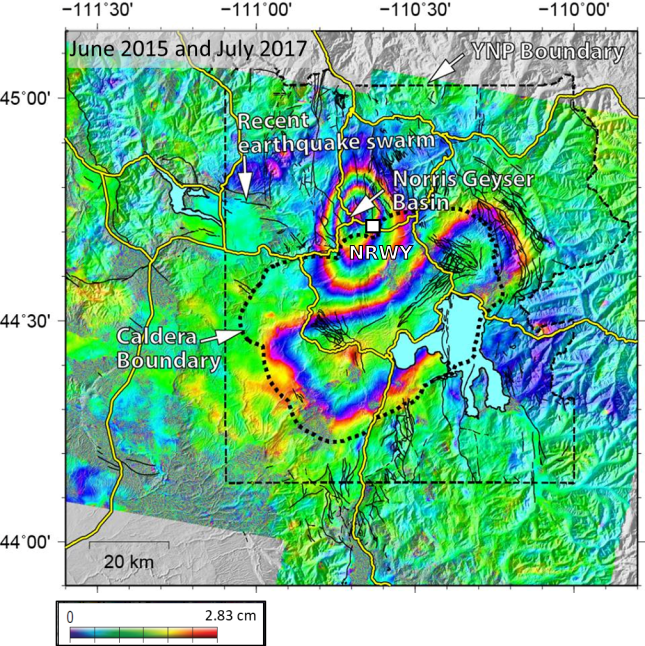 −111°30' −111°00' −110°30' −110°00'
June 2015 and July 2017
YNP Boundary
45°00'
Recent
earthquake swarm
Norris Geyser
Basin
NRWY
44°30'
Caldera
Boundary
44°00'
20 km
0 2.83 cm